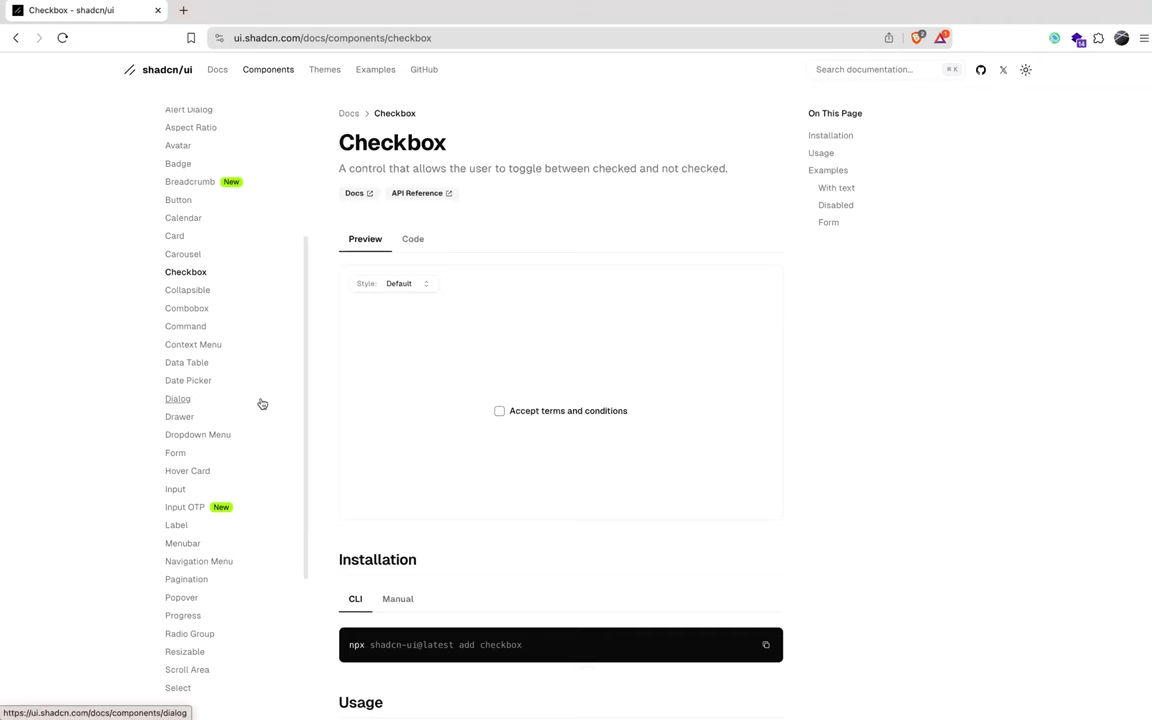 Checkbox - shadcn/ui
ui.shadcn.com/docs/components/checkbox
2
1
14
shadcn/ui
Docs
Components
Themes
Examples
GitHub
Search documentation...
⌘ K
Alert Dialog
Aspect Ratio
Avatar
Badge
Breadcrumb New
Button
Calendar
Card
Carousel
Checkbox
Collapsible
Combobox
Command
Context Menu
Data Table
Date Picker
Dialog
Drawer
Dropdown Menu
Form
Hover Card
Input
Input OTP New
Label
Menubar
Navigation Menu
Pagination
Popover
Progress
Radio Group
Resizable
Scroll Area
Select
Docs > Checkbox
Checkbox
A control that allows the user to toggle between checked and not checked.
Docs
API Reference
Preview
Code
Style: Default
Accept terms and conditions
Installation
CLI
Manual
npx shadcn-ui@latest add checkbox
Usage
On This Page
Installation
Usage
Examples
With text
Disabled
Form
https://ui.shadcn.com/docs/components/dialog